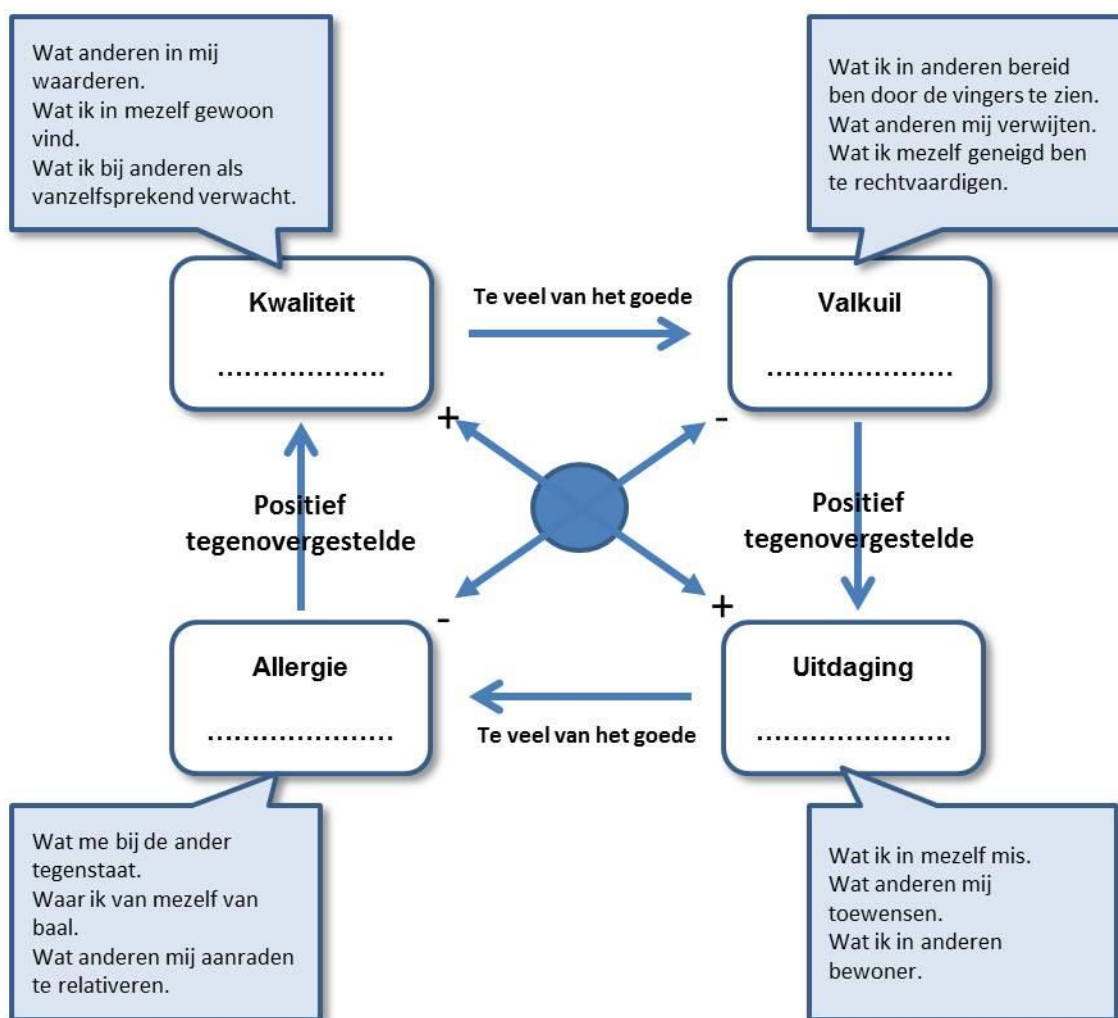 Wat anderen in mij
waarderen.
Wat ik in mezelf gewoon
vind.
Wat ik bij anderen als
vanzelfsprekend verwacht.
Wat ik in anderen bereid
ben door de vingers te zien.
Wat anderen mij verwijten.
Wat ik mezelf geneigd ben
te rechtvaardigen.
Kwaliteit
...................
Te veel van het goede
Valkuil
.....................
+
-
Positief
tegenovergestelde
Positief
tegenovergestelde
-
+
Allergie
.....................
Te veel van het goede
Uitdaging
......................
Wat me bij de ander
tegenstaat.
Waar ik van mezelf van
baal.
Wat anderen mij aanraden
te relativeren.
Wat ik in mezelf mis.
Wat anderen mij
toewensen.
Wat ik in anderen
bewoner.